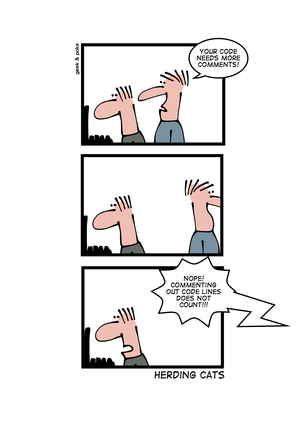 geek & poke
YOUR CODE
NEEDS MORE
COMMENTS!
NOPE!
COMMENTING
OUT CODE LINES
DOES NOT
COUNT!!!
HERDING CATS